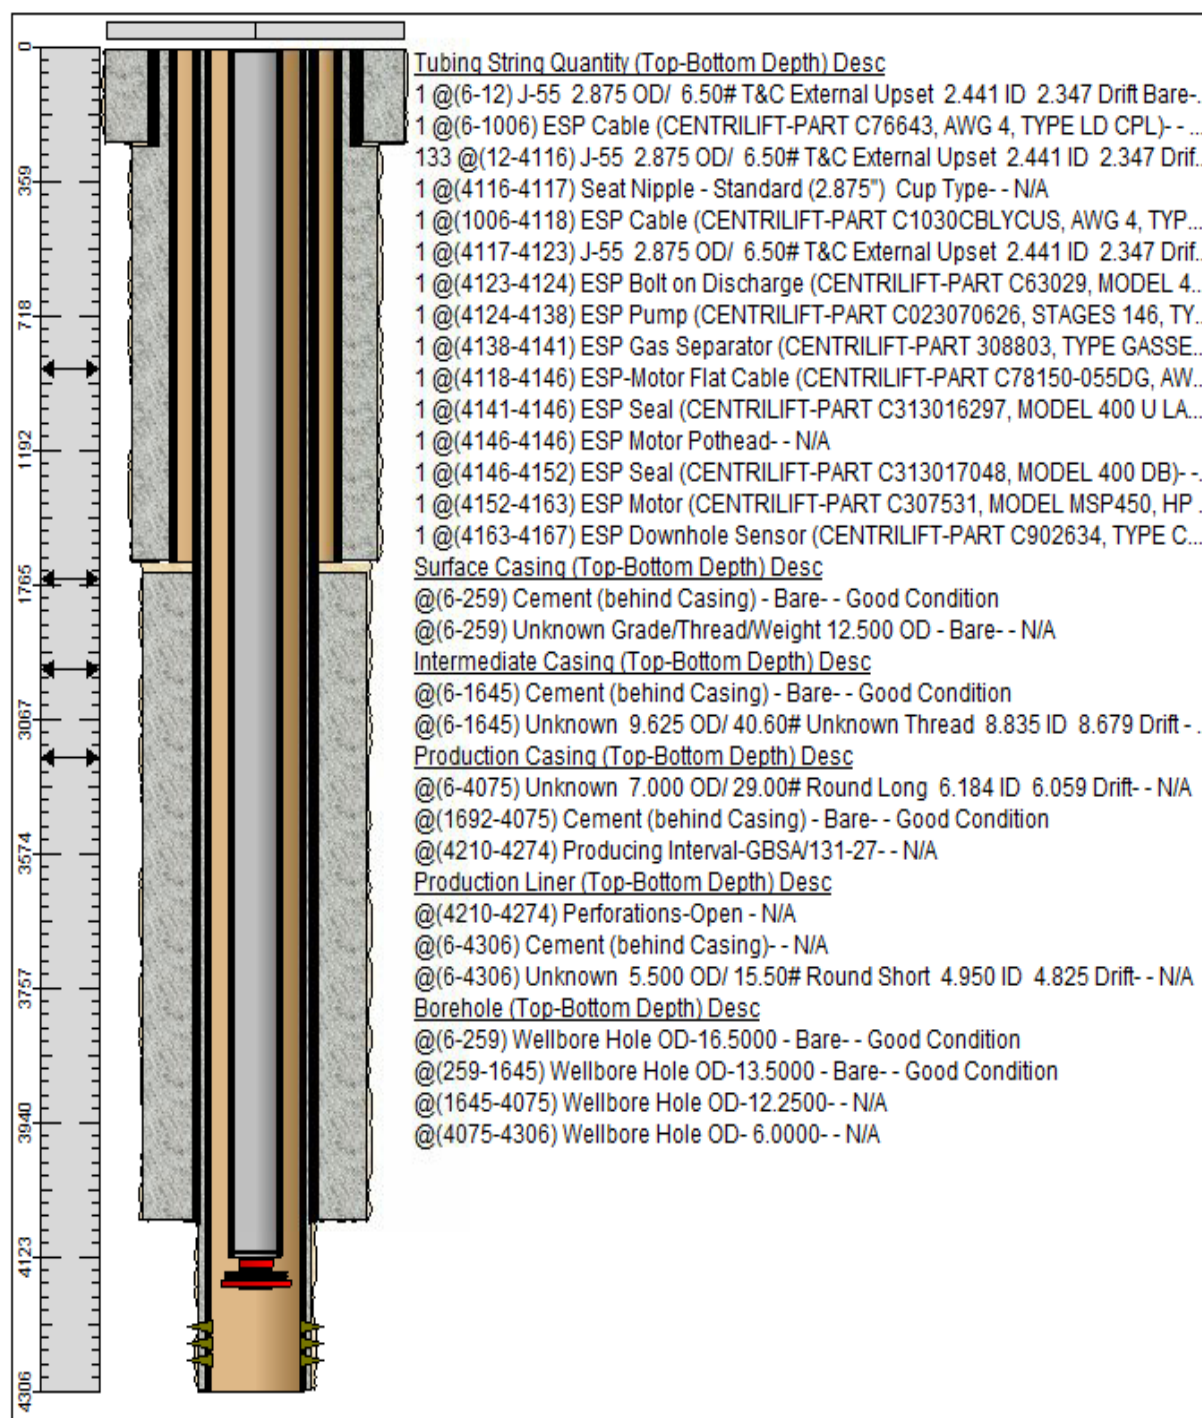 0
359
718
1192
1765
3067
3574
3757
3940
4123
4306
Tubing String Quantity (Top-Bottom Depth) Desc
1 @(6-12) J-55 2.875 OD/ 6.50# T&C External Upset 2.441 ID 2.347 Drift Bare-..
1 @(6-1006) ESP Cable (CENTRILIFT-PART C76643, AWG 4, TYPE LD CPL)- - ...
133 @(12-4116) J-55 2.875 OD/ 6.50# T&C External Upset 2.441 ID 2.347 Drif..
1 @(4116-4117) Seat Nipple - Standard (2.875") Cup Type- - N/A
1 @(1006-4118) ESP Cable (CENTRILIFT-PART C1030CBLYCUS, AWG 4, TYP...
1 @(4117-4123) J-55 2.875 OD/ 6.50# T&C External Upset 2.441 ID 2.347 Drif..
1 @(4123-4124) ESP Bolt on Discharge (CENTRILIFT-PART C63029, MODEL 4..
1 @(4124-4138) ESP Pump (CENTRILIFT-PART C023070626, STAGES 146, TY..
1 @(4138-4141) ESP Gas Separator (CENTRILIFT-PART 308803, TYPE GASSE..
1 @(4118-4146) ESP-Motor Flat Cable (CENTRILIFT-PART C78150-055DG, AW..
1 @(4141-4146) ESP Seal (CENTRILIFT-PART C313016297, MODEL 400 U LA...
1 @(4146-4146) ESP Motor Pothead- - N/A
1 @(4146-4152) ESP Seal (CENTRILIFT-PART C313017048, MODEL 400 DB)- -.
1 @(4152-4163) ESP Motor (CENTRILIFT-PART C307531, MODEL MSP450, HP .
1 @(4163-4167) ESP Downhole Sensor (CENTRILIFT-PART C902634, TYPE C...
Surface Casing (Top-Bottom Depth) Desc
@(6-259) Cement (behind Casing) - Bare- - Good Condition
@(6-259) Unknown Grade/Thread/Weight 12.500 OD - Bare- - N/A
Intermediate Casing (Top-Bottom Depth) Desc
@(6-1645) Cement (behind Casing) - Bare- - Good Condition
@(6-1645) Unknown 9.625 OD/ 40.60# Unknown Thread 8.835 ID 8.679 Drift - .
Production Casing (Top-Bottom Depth) Desc
@(6-4075) Unknown 7.000 OD/ 29.00# Round Long 6.184 ID 6.059 Drift- - N/A
@(1692-4075) Cement (behind Casing) - Bare- - Good Condition
@(4210-4274) Producing Interval-GBSA/131-27- - N/A
Production Liner (Top-Bottom Depth) Desc
@(4210-4274) Perforations-Open - N/A
@(6-4306) Cement (behind Casing)- - N/A
@(6-4306) Unknown 5.500 OD/ 15.50# Round Short 4.950 ID 4.825 Drift- - N/A
Borehole (Top-Bottom Depth) Desc
@(6-259) Wellbore Hole OD-16.5000 - Bare- - Good Condition
@(259-1645) Wellbore Hole OD-13.5000 - Bare- - Good Condition
@(1645-4075) Wellbore Hole OD-12.2500- - N/A
@(4075-4306) Wellbore Hole OD- 6.0000- - N/A